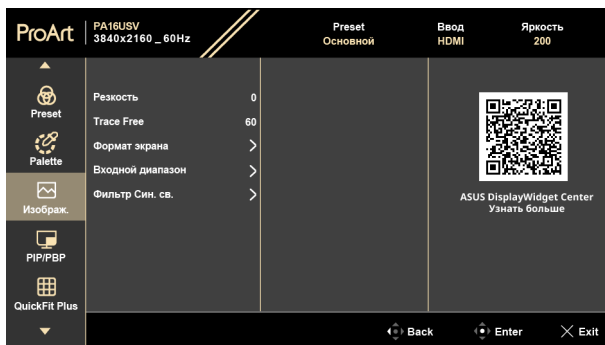 ProArt
PA16USV
3840x2160 _ 60Hz
Preset
Основной
Ввод
HDMI
Яркость
200
Preset
Palette
Изображ.
PIP/PBP
QuickFit Plus
Резкость 0
Trace Free 60
Формат экрана
Входной диапазон
Фильтр Син. св.
ASUS DisplayWidget Center
Узнать больше
Back
Enter
Exit